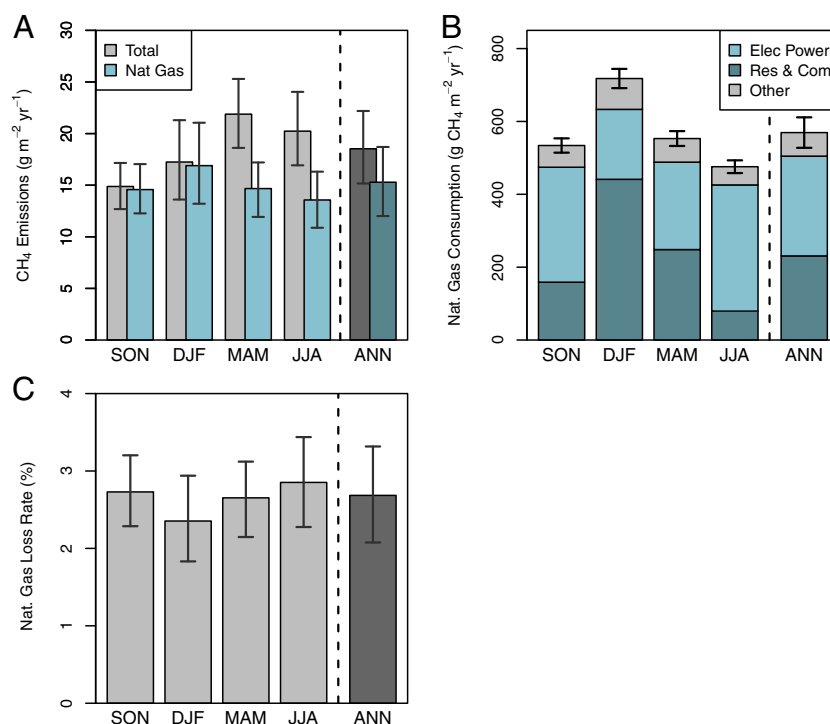 A
CH₄ Emissions (g m⁻² yr⁻¹)
30
25
20
15
10
5
0
Total
Nat Gas
SON DJF MAM JJA ANN
B
Nat. Gas Consumption (g CH₄ m⁻² yr⁻¹)
800
600
400
200
0
Elec Power
Res & Com
Other
SON DJF MAM JJA ANN
C
Nat. Gas Loss Rate (%)
4
3
2
1
0
SON DJF MAM JJA ANN